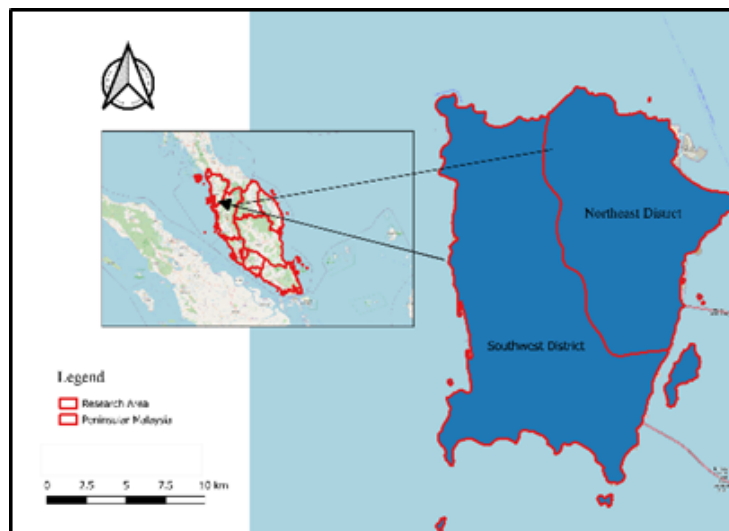 Northeast District
Southwest District
Legend
Research Area
Peninsular Malaysia
0 2.5 5 7.5 10 km